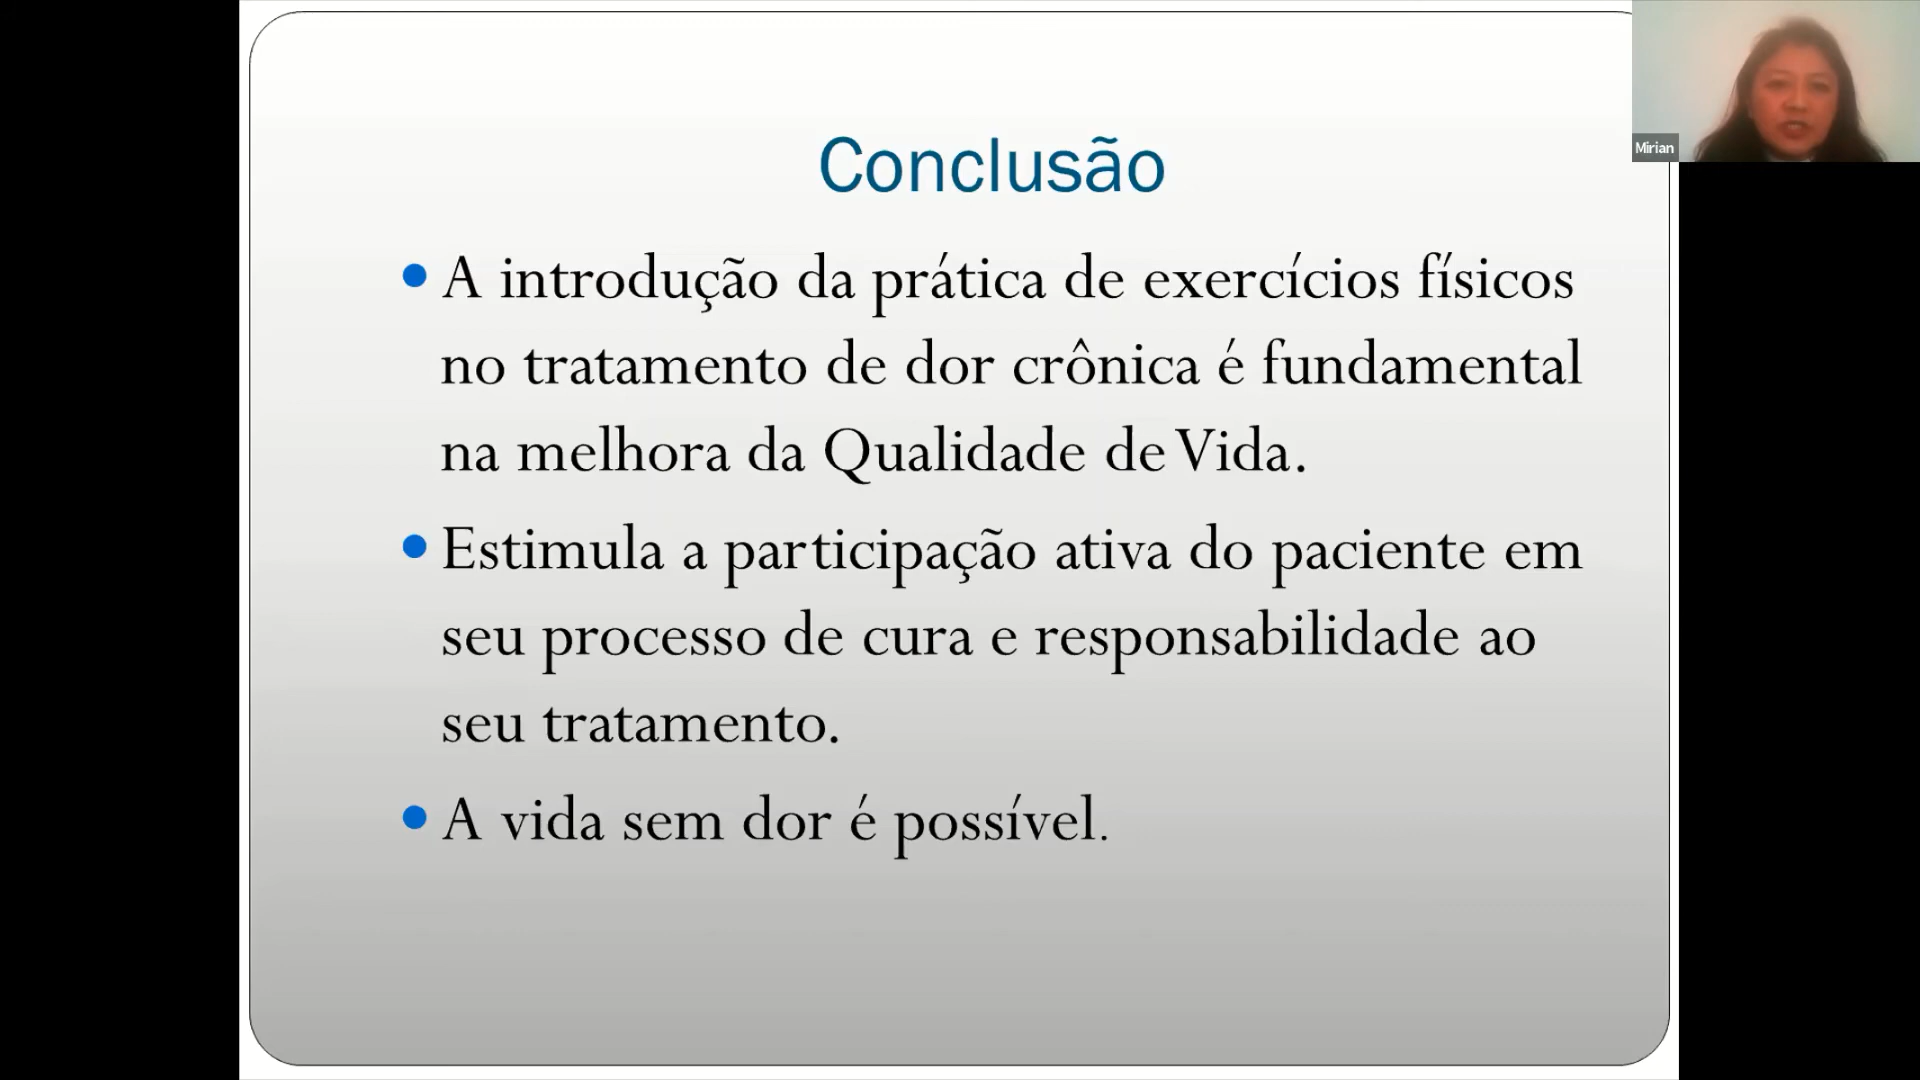 Conclusão
• A introdução da prática de exercícios físicos
no tratamento de dor crônica é fundamental
na melhora da Qualidade de Vida.
• Estimula a participação ativa do paciente em
seu processo de cura e responsabilidade ao
seu tratamento.
• A vida sem dor é possível.
Mirian